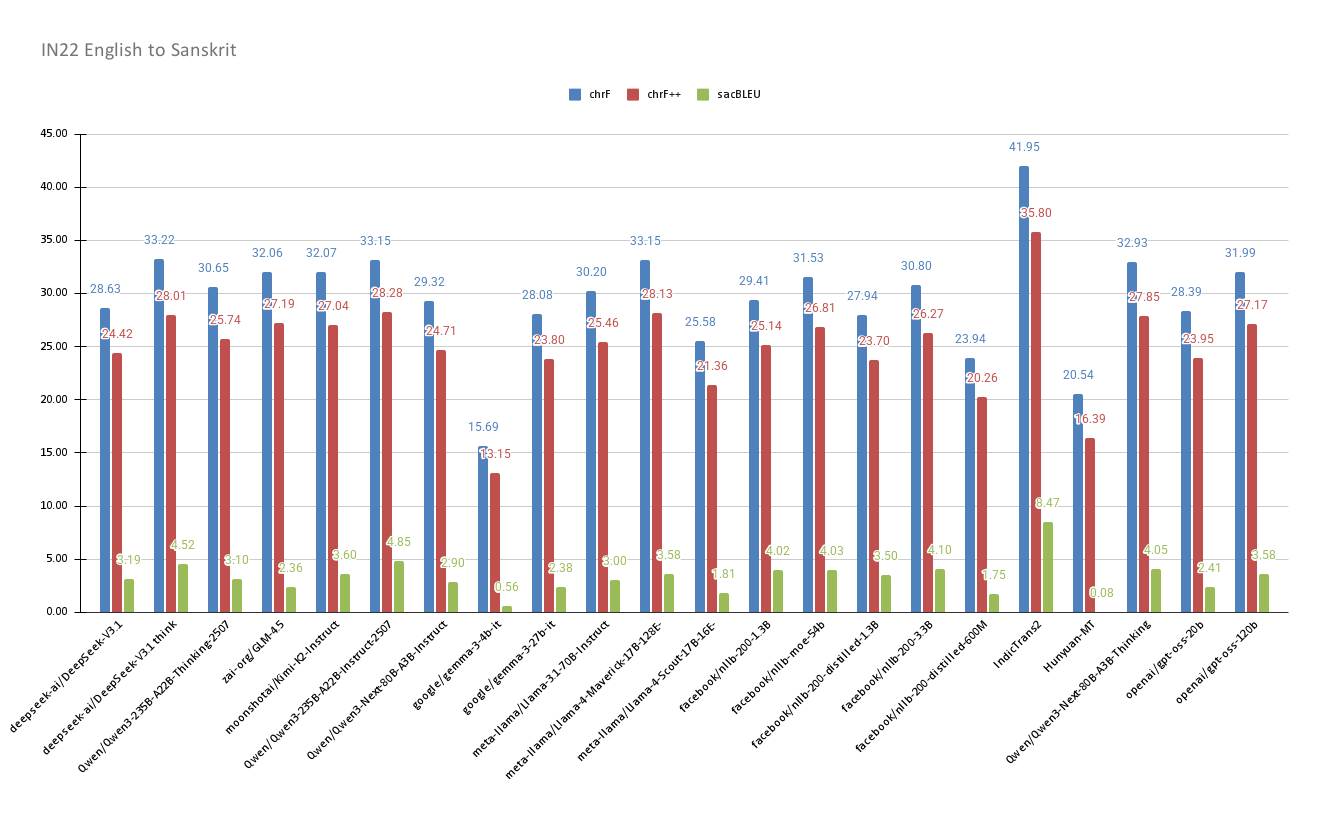 IN22 English to Sanskrit
chrF chrF++ sacBLEU
45.00
40.00
35.00
30.00
25.00
20.00
15.00
10.00
5.00
0.00
28.63 24.42 3.19
33.22 28.01 4.52
30.65 25.74 3.10
32.06 27.19 2.36
32.07 27.04 3.60
33.15 28.28 4.85
29.32 24.71 2.90
15.69 13.15 0.56
28.08 23.80 2.38
30.20 25.46 3.00
33.15 28.13 3.58
25.58 21.36 1.81
29.41 25.14 4.02
31.53 26.81 4.03
27.94 23.70 3.50
30.80 26.27 4.10
23.94 20.26 1.75
41.95 35.80 8.47
20.54 16.39 0.08
32.93 27.85 4.05
28.39 23.95 2.41
31.99 27.17 3.58
deepseek-ai/DeepSeek-V3.1
deepseek-ai/DeepSeek-V3.1 think
Qwen/Qwen3-235B-A22B-Thinking-2507
zai-org/GLM-4.5
moonshotai/Kimi-K2-Instruct
Qwen/Qwen3-235B-A22B-Instruct-2507
Qwen/Qwen3-Next-80B-A3B-Instruct
google/gemma-3-4b-it
google/gemma-3-27b-it
meta-llama/Llama-3.1-70B-Instruct
meta-llama/Llama-4-Maverick-17B-128E-
meta-llama/Llama-4-Scout-17B-16E-
facebook/nllb-200-1.3B
facebook/nllb-moe-54b
facebook/nllb-200-distilled-1.3B
facebook/nllb-200-3.3B
facebook/nllb-200-distilled-600M
IndicTrans2
Hunyuan-MT
Qwen/Qwen3-Next-80B-A3B-Thinking
openai/gpt-oss-20b
openai/gpt-oss-120b